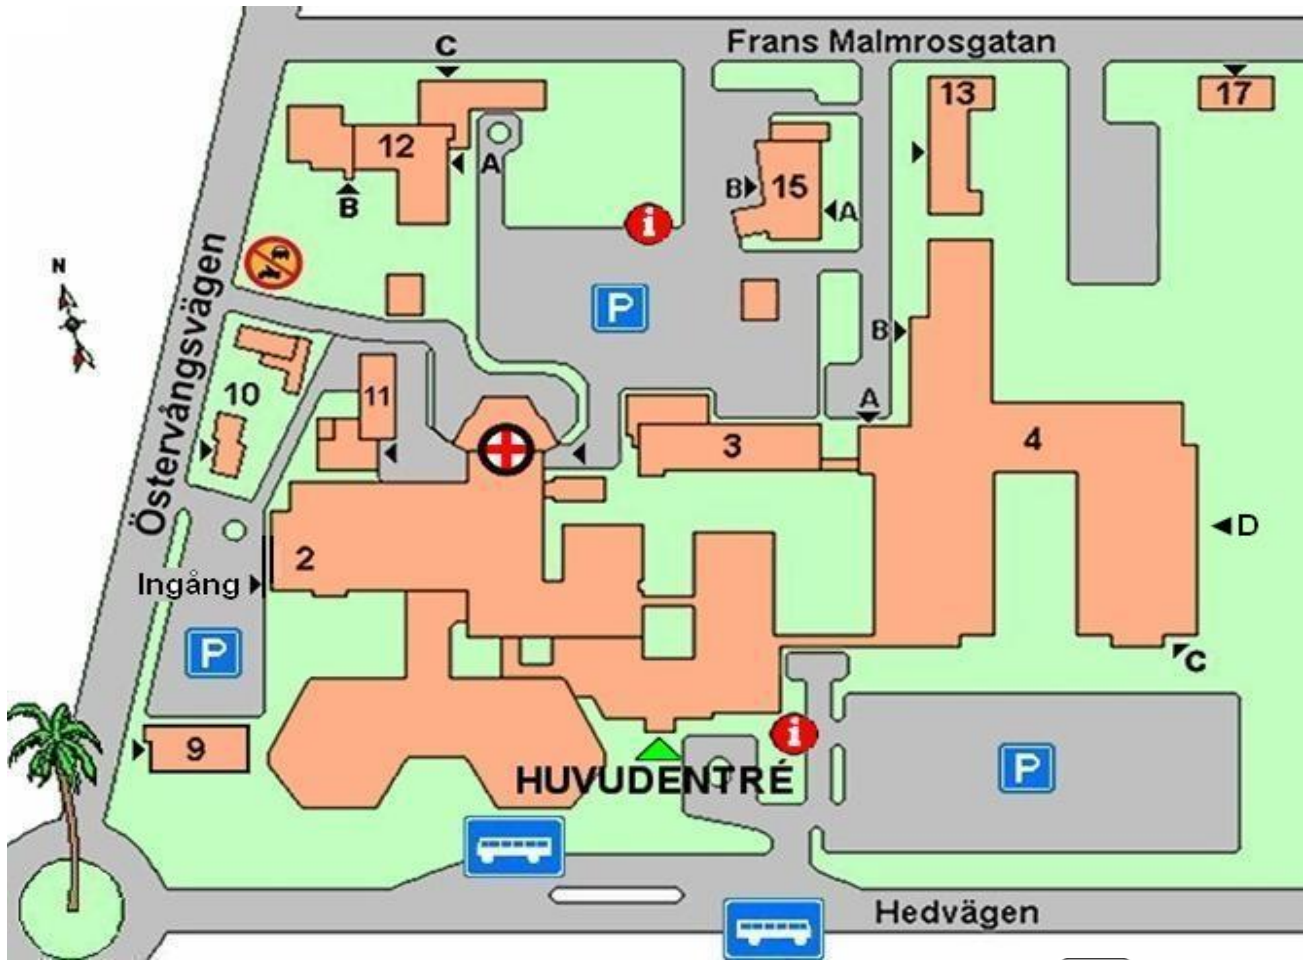 Frans Malmrosgatan
C
13
17
12
A
B
B
15
A
N
Östervångsvägen
P
B
10
11
A
3
4
D
2
Ingång
P
C
9
i
i
P
HUVUDENTRÉ
Hedvägen